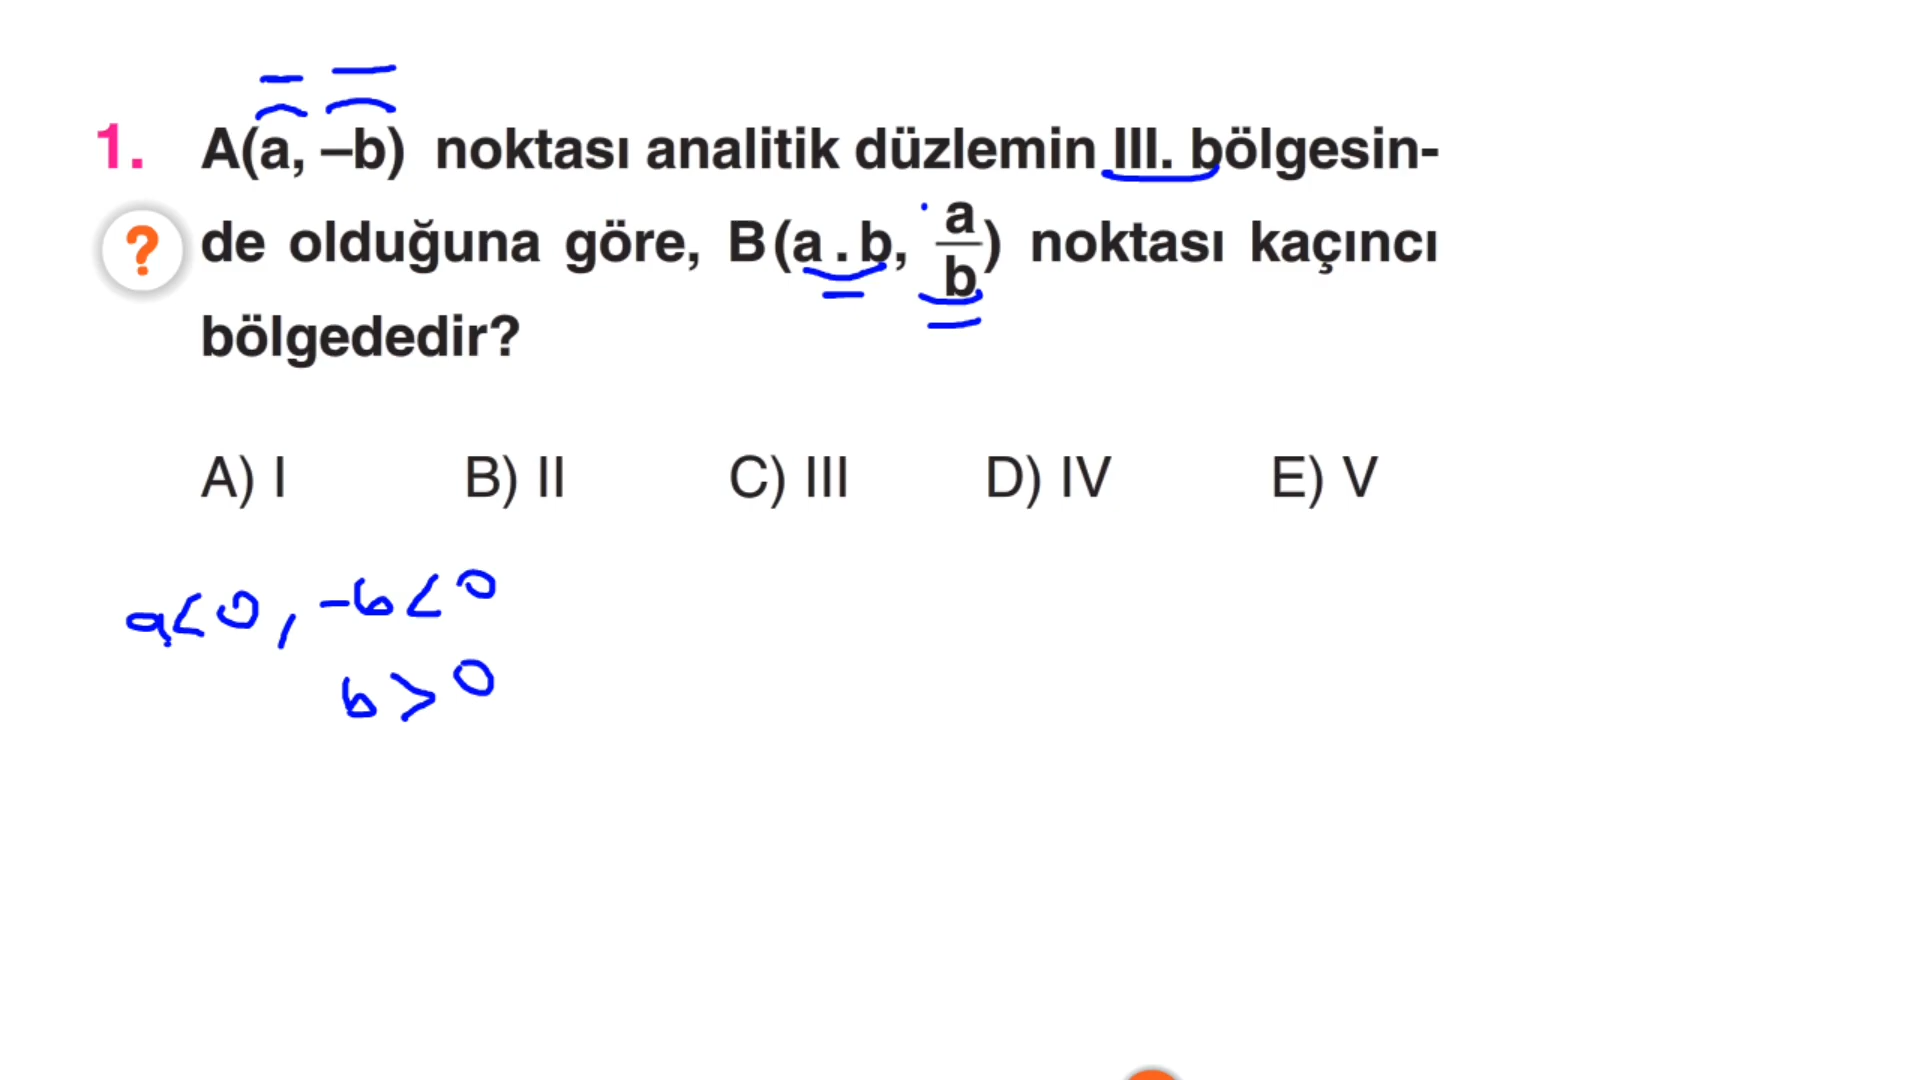 1. A(a, –b) noktası analitik düzlemin III. bölgesin-
? de olduğuna göre, B(a . b, a/b) noktası kaçıncı
bölgededir?
A) I B) II C) III D) IV E) V
a<0, -b<0
b>0